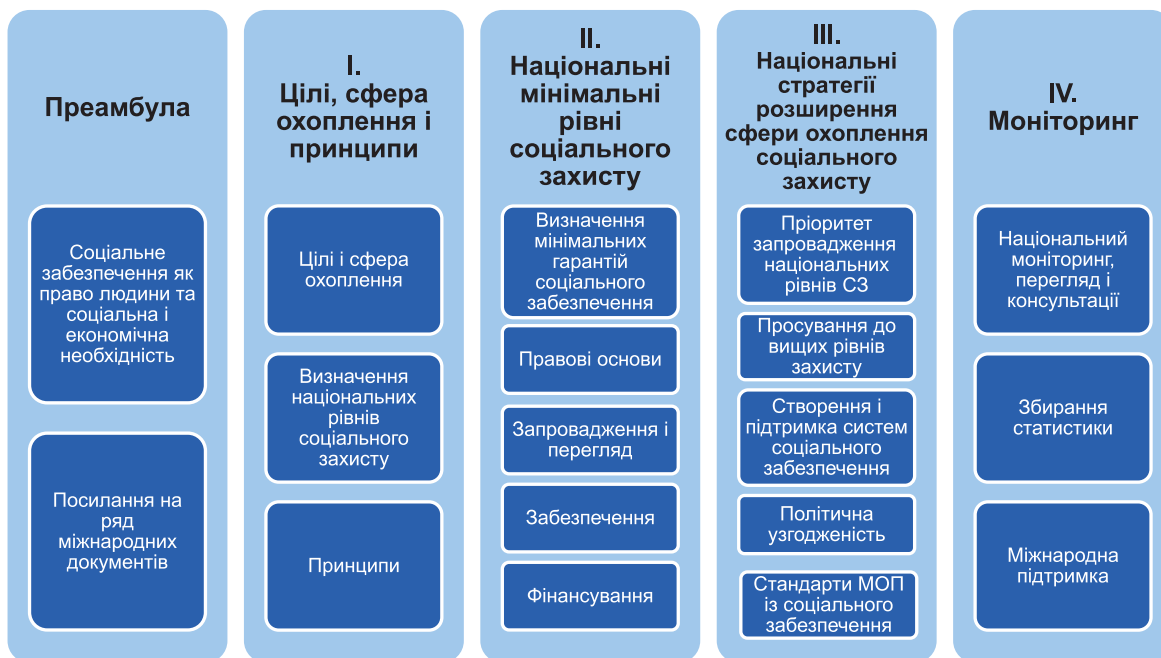 Преамбула
Соціальне
забезпечення як
право людини та
соціальна і
економічна
необхідність
Посилання на
ряд
міжнародних
документів
I.
Цілі, сфера
охоплення і
принципи
Цілі і сфера
охоплення
Визначення
національних
рівнів
соціального
захисту
Принципи
II.
Національні
мінімальні
рівні
соціального
захисту
Визначення
мінімальних
гарантій
соціального
забезпечення
Правові основи
Запровадження і
перегляд
Забезпечення
Фінансування
III.
Національні
стратегії
розширення
сфери охоплення
соціального
захисту
Пріоритет
запровадження
національних
рівнів СЗ
Просування до
вищих рівнів
захисту
Створення і
підтримка систем
соціального
забезпечення
Політична
узгодженість
Стандарти МОП
із соціального
забезпечення
IV.
Моніторинг
Національний
моніторинг,
перегляд і
консультації
Збирання
статистики
Міжнародна
підтримка